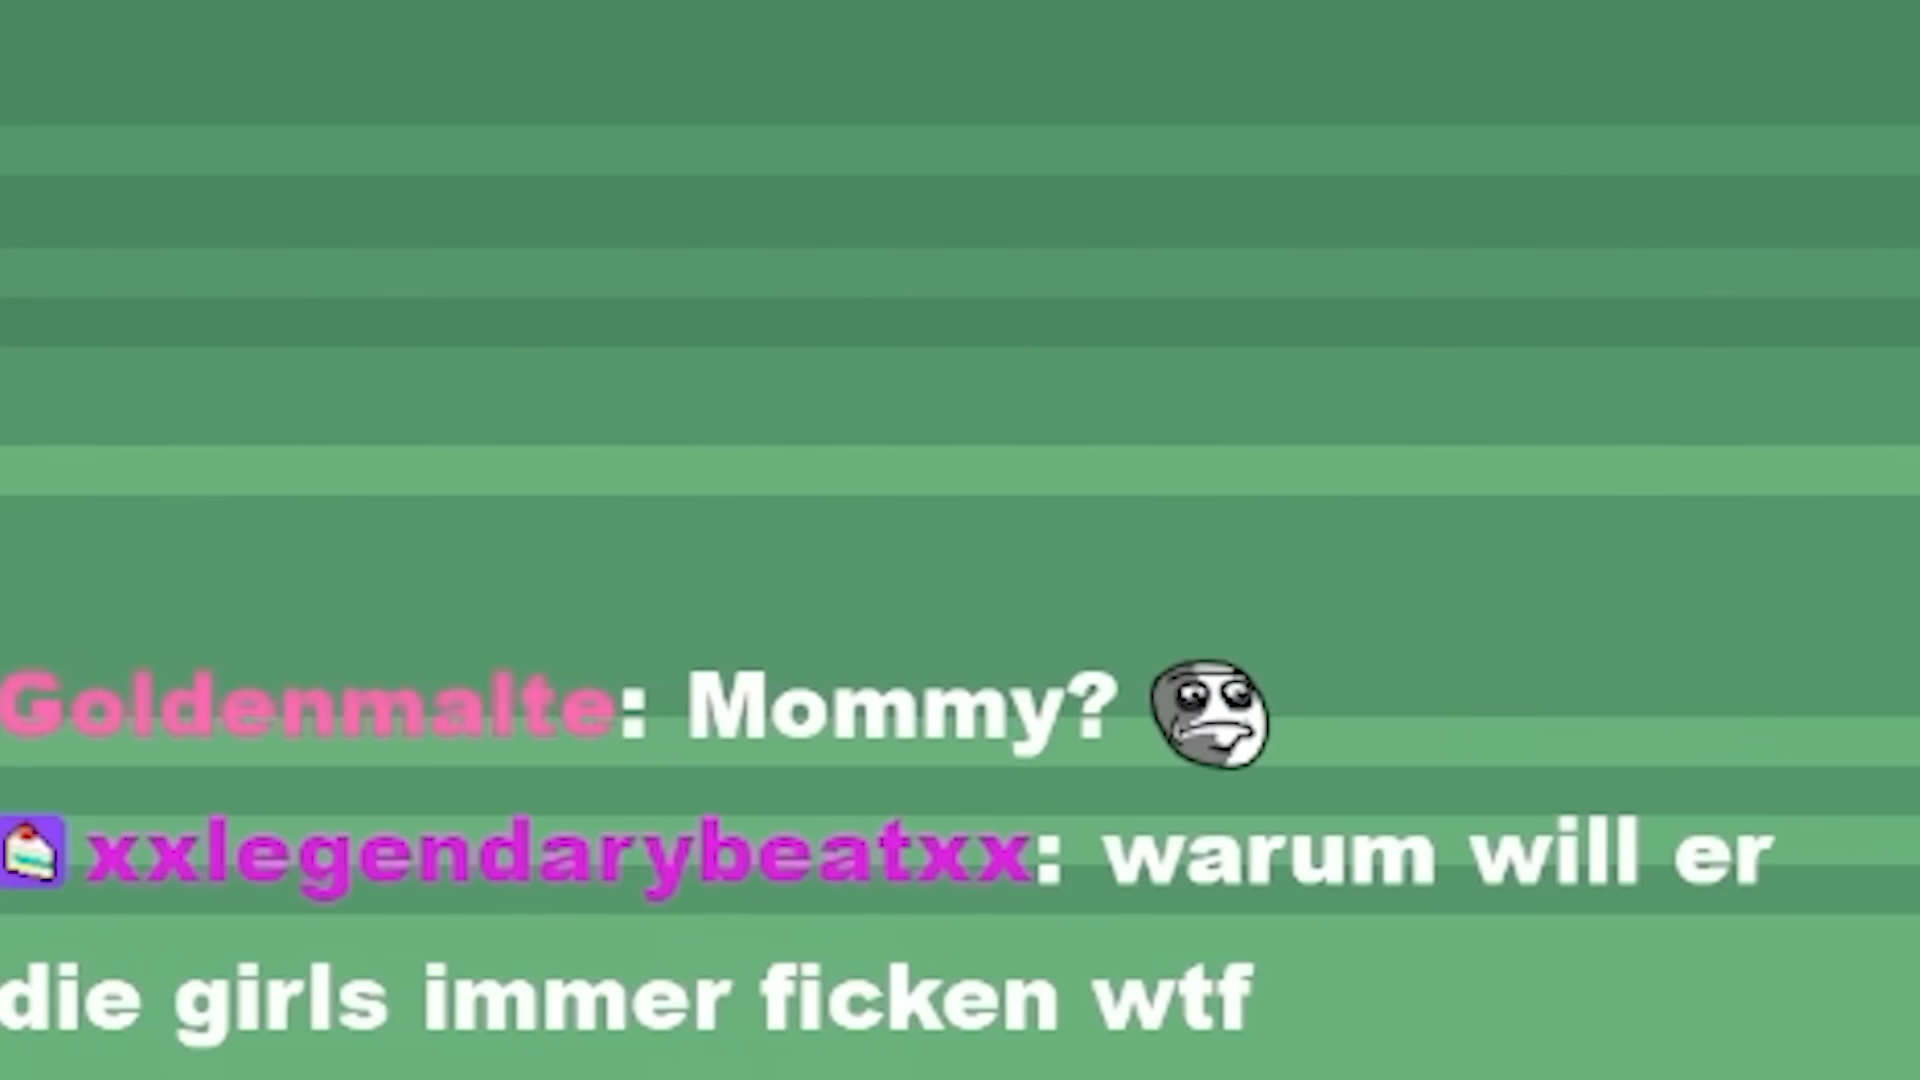 Goldenmalte: Mommy?
xxlegendarybeatxx: warum will er
die girls immer ficken wtf